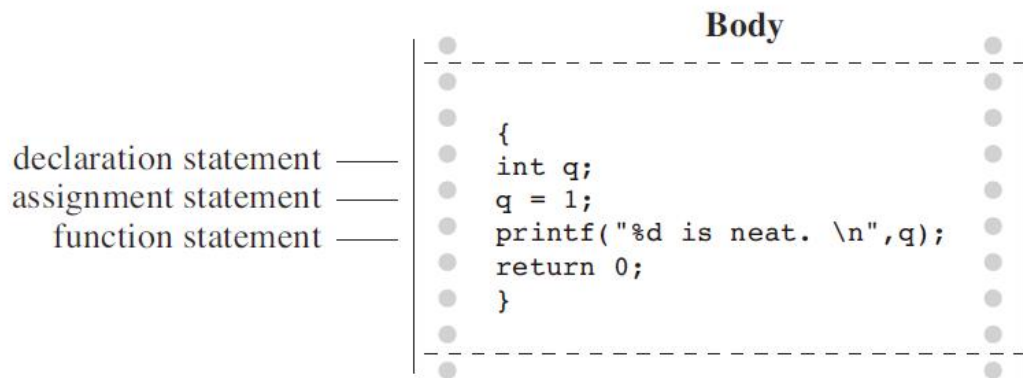 Body
{
declaration statement int q;
assignment statement q = 1;
function statement printf("%d is neat. \n",q);
return 0;
}